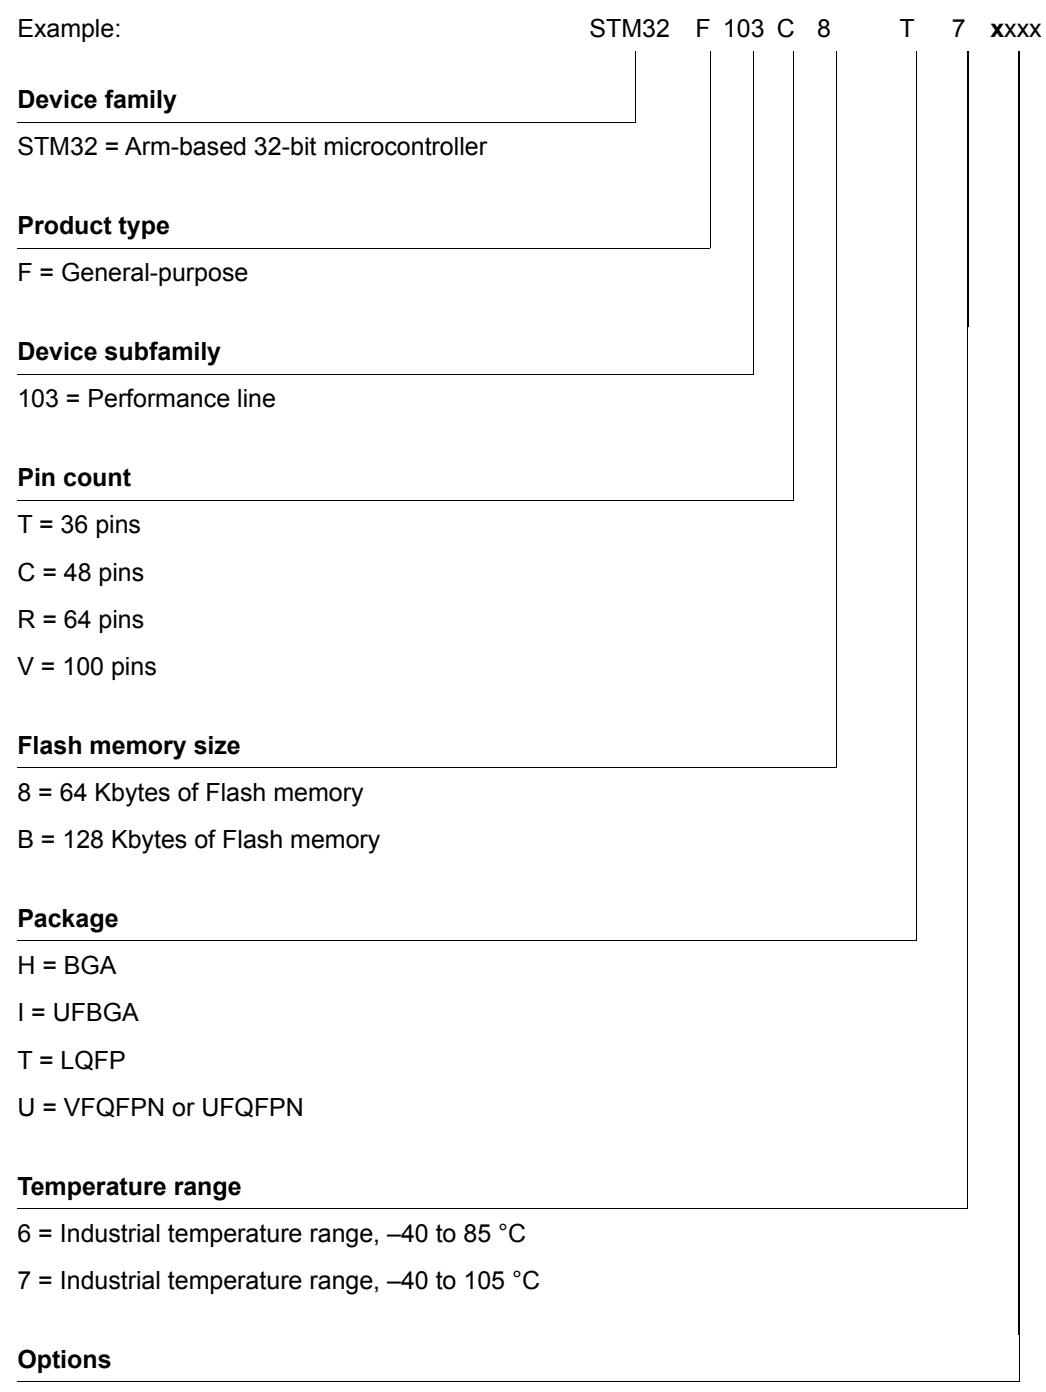 Example: STM32 F 103 C 8 T 7 xxxx
Device family
STM32 = Arm-based 32-bit microcontroller
Product type
F = General-purpose
Device subfamily
103 = Performance line
Pin count
T = 36 pins
C = 48 pins
R = 64 pins
V = 100 pins
Flash memory size
8 = 64 Kbytes of Flash memory
B = 128 Kbytes of Flash memory
Package
H = BGA
I = UFBGA
T = LQFP
U = VFQFPN or UFQFPN
Temperature range
6 = Industrial temperature range, –40 to 85 °C
7 = Industrial temperature range, –40 to 105 °C
Options